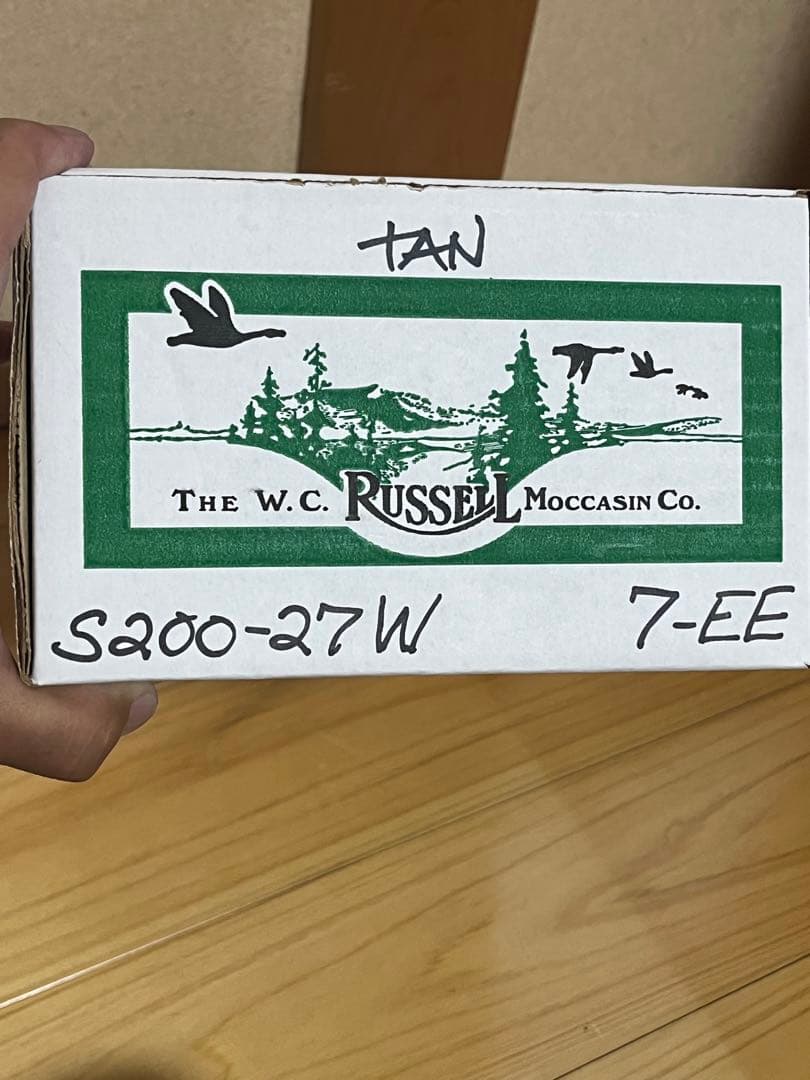 TAN
THE W.C. RUSSELL MOCCASIN CO.
S200-27W 7-EE